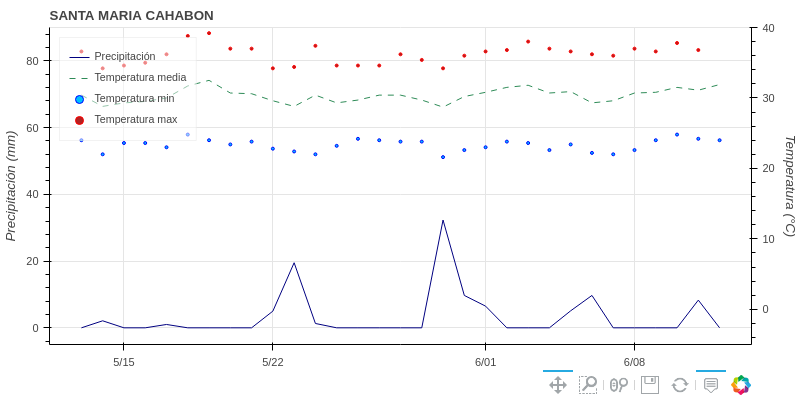 SANTA MARIA CAHABON
Precipitación
Temperatura media
Temperatura min
Temperatura max
80
60
40
20
0
Precipitación (mm)
40
30
20
10
0
Temperatura (°C)
5/15
5/22
6/01
6/08